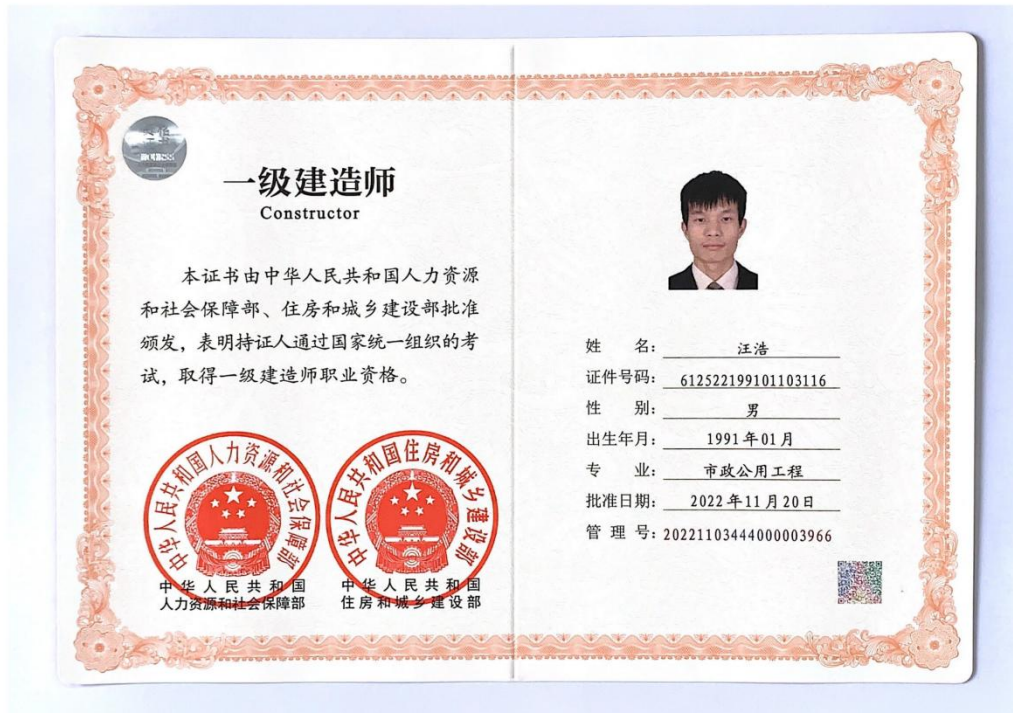 一级建造师
Constructor
本证书由中华人民共和国人力资源
和社会保障部、住房和城乡建设部批准
颁发，表明持证人通过国家统一组织的考
试，取得一级建造师职业资格。
中华人民共和国人力资源和社会保障部
中华人民共和国住房和城乡建设部
中华人民共和国
人力资源和社会保障部
中华人民共和国
住房和城乡建设部
姓 名： 汪浩
证件号码： 612522199101103116
性 别： 男
出生年月： 1991年01月
专 业： 市政公用工程
批准日期： 2022年11月20日
管 理 号：20221103444000003966